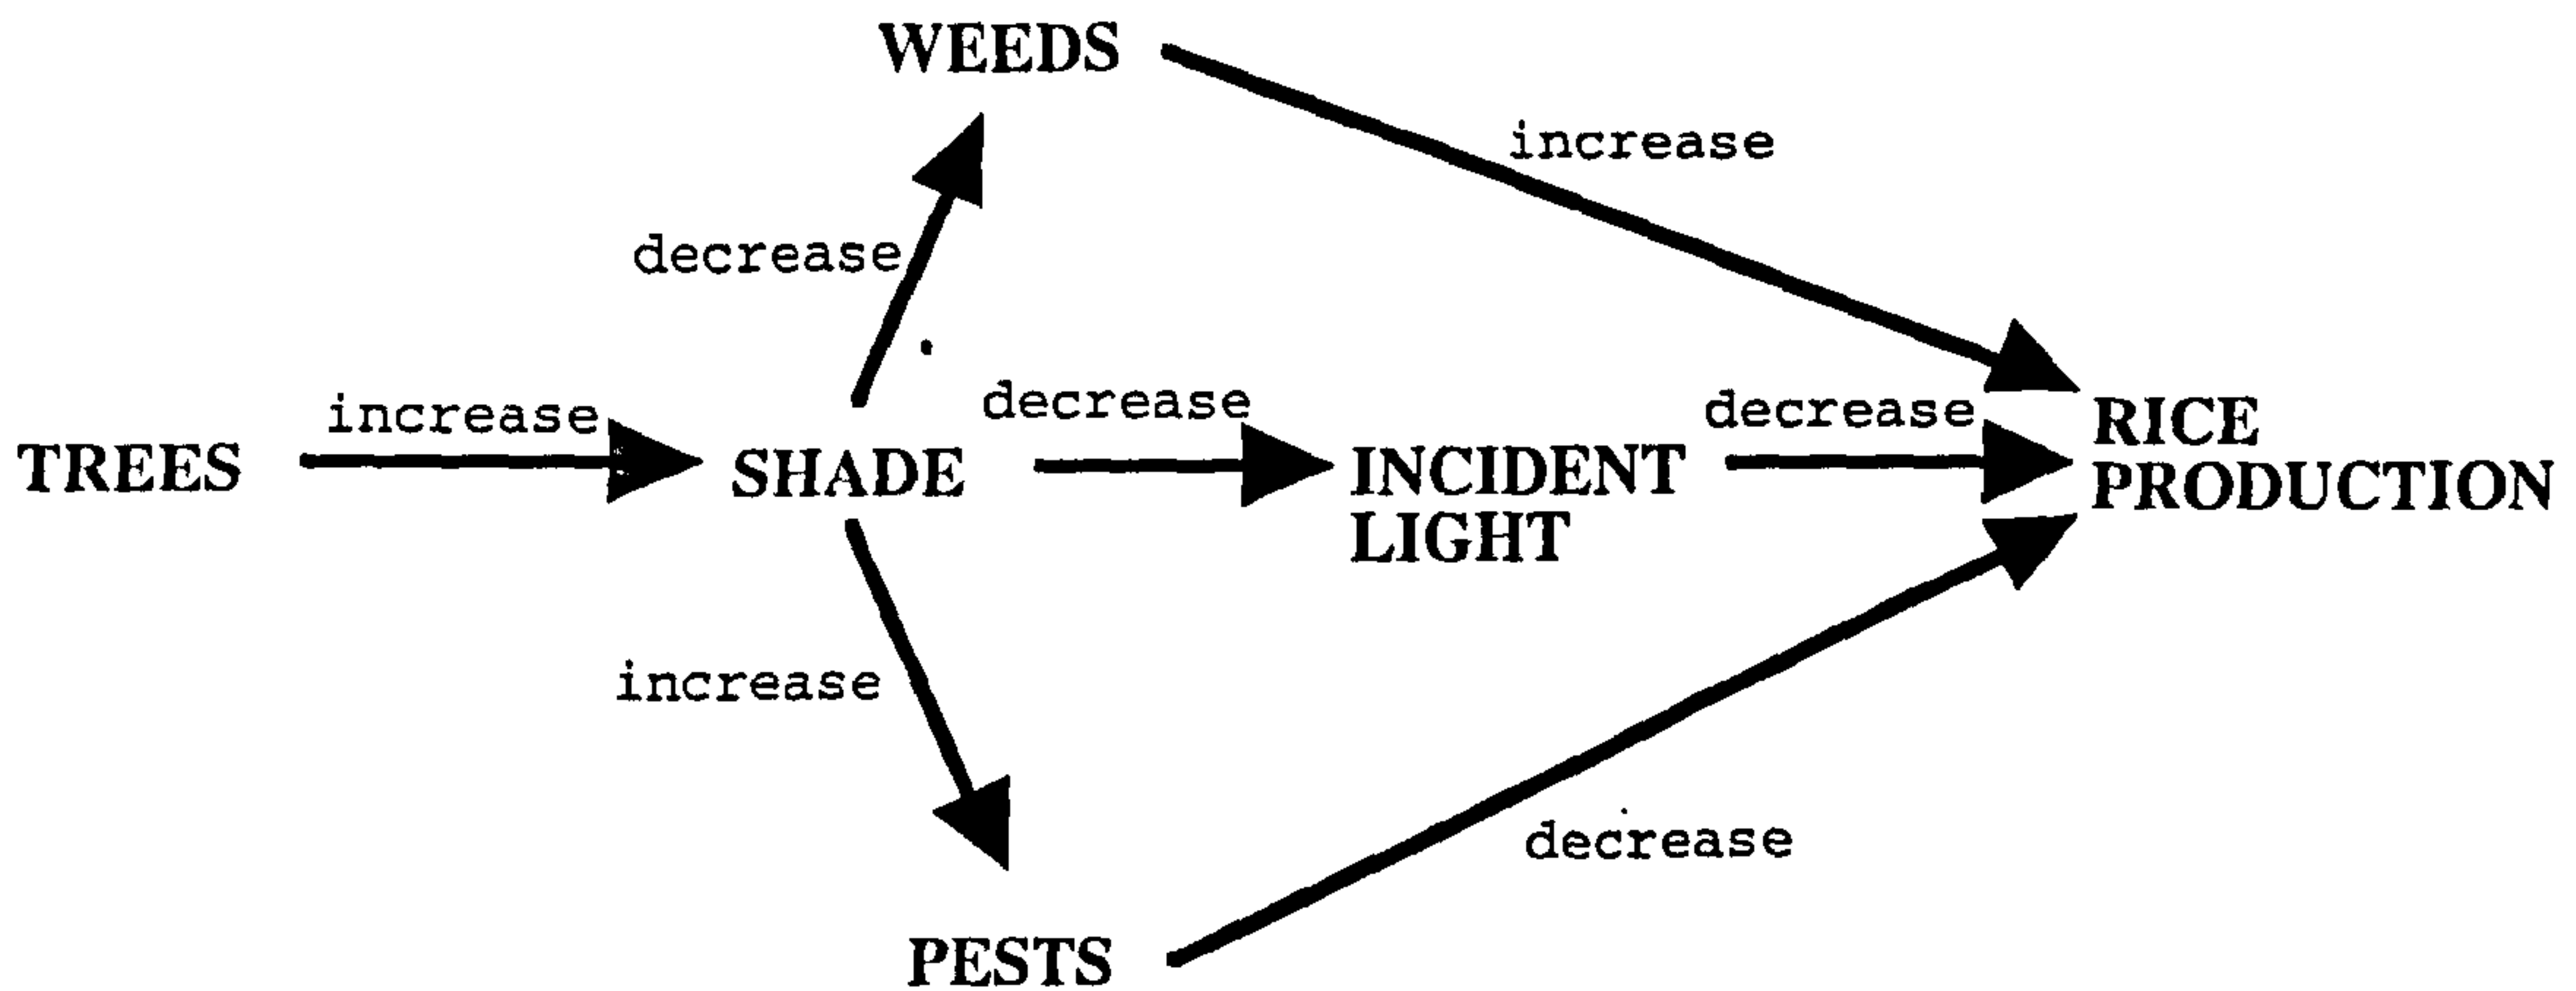 WEEDS
increase
decrease
increase
decrease
decrease
TREES
SHADE
INCIDENT
LIGHT
RICE
PRODUCTION
increase
decrease
PESTS